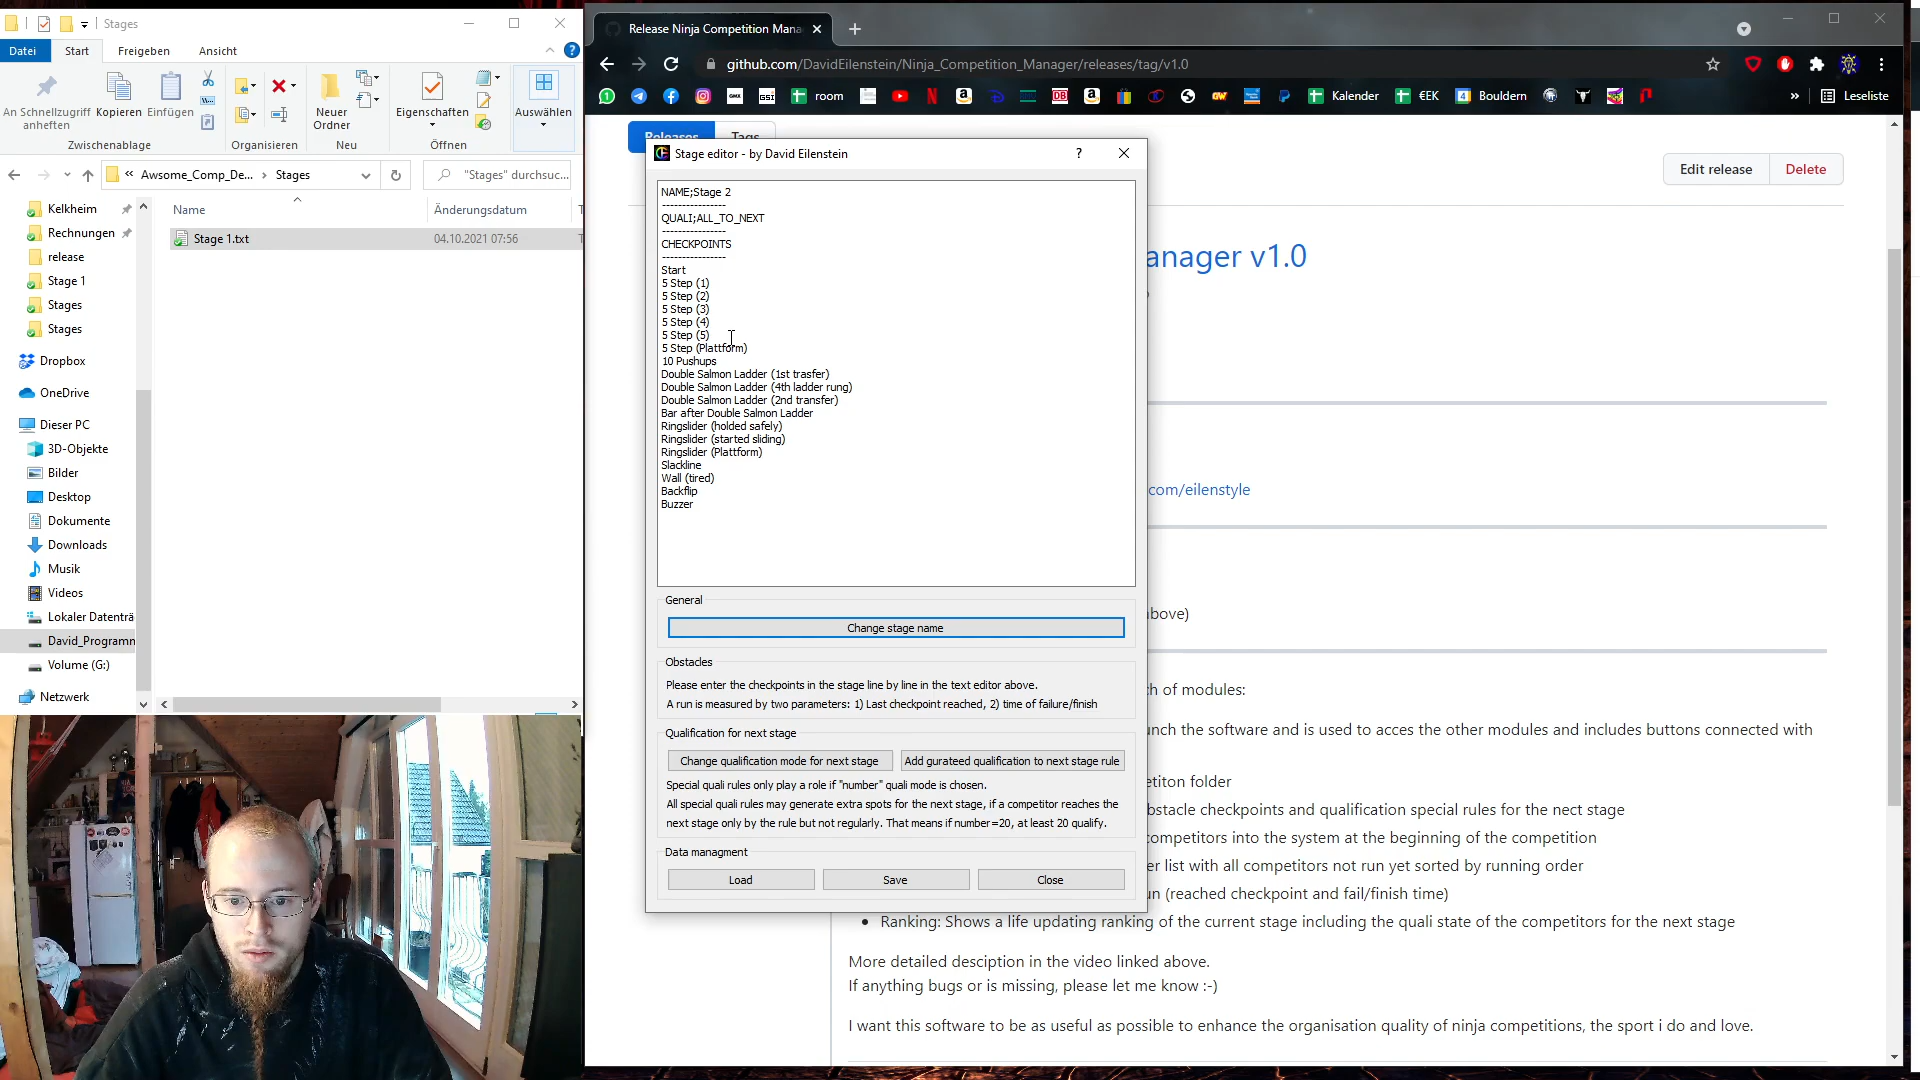 Stages
Datei
Start
Freigeben
Ansicht
An Schnellzugriff
anheften
Kopieren
Einfügen
Zwischenablage
Organisieren
Neuer
Ordner
Neu
Eigenschaften
Öffnen
Auswählen
« Awsome_Comp_De... › Stages
"Stages" durchsuc...
Name
Änderungsdatum
Stage 1.txt
04.10.2021 07:56
Kelkheim
Rechnungen
release
Stage 1
Stages
Stages
Dropbox
OneDrive
Dieser PC
3D-Objekte
Bilder
Desktop
Dokumente
Downloads
Musik
Videos
Lokaler Datenträ
David_Programn
Volume (G:)
Netzwerk
Release Ninja Competition Mana
github.com/DavidEilenstein/Ninja_Competition_Manager/releases/tag/v1.0
room
Kalender
€EK
Bouldern
»
Leseliste
Releases
Tags
Edit release
Delete
anager v1.0
com/eilenstyle
bove)
ch of modules:
unch the software and is used to acces the other modules and includes buttons connected with
etiton folder
bstacle checkpoints and qualification special rules for the nect stage
competitors into the system at the beginning of the competition
er list with all competitors not run yet sorted by running order
un (reached checkpoint and fail/finish time)
Ranking: Shows a life updating ranking of the current stage including the quali state of the competitors for the next stage
More detailed desciption in the video linked above.
If anything bugs or is missing, please let me know :-)
I want this software to be as useful as possible to enhance the organisation quality of ninja competitions, the sport i do and love.
Stage editor - by David Eilenstein
NAME;Stage 2
----------------
QUALI;ALL_TO_NEXT
----------------
CHECKPOINTS
----------------
Start
5 Step (1)
5 Step (2)
5 Step (3)
5 Step (4)
5 Step (5)
5 Step (Plattform)
10 Pushups
Double Salmon Ladder (1st trasfer)
Double Salmon Ladder (4th ladder rung)
Double Salmon Ladder (2nd transfer)
Bar after Double Salmon Ladder
Ringslider (holded safely)
Ringslider (started sliding)
Ringslider (Plattform)
Slackline
Wall (tired)
Backflip
Buzzer
General
Change stage name
Obstacles
Please enter the checkpoints in the stage line by line in the text editor above.
A run is measured by two parameters: 1) Last checkpoint reached, 2) time of failure/finish
Qualification for next stage
Change qualification mode for next stage
Add gurateed qualification to next stage rule
Special quali rules only play a role if "number" quali mode is chosen.
All special quali rules may generate extra spots for the next stage, if a competitor reaches the
next stage only by the rule but not regularly. That means if number=20, at least 20 qualify.
Data managment
Load
Save
Close